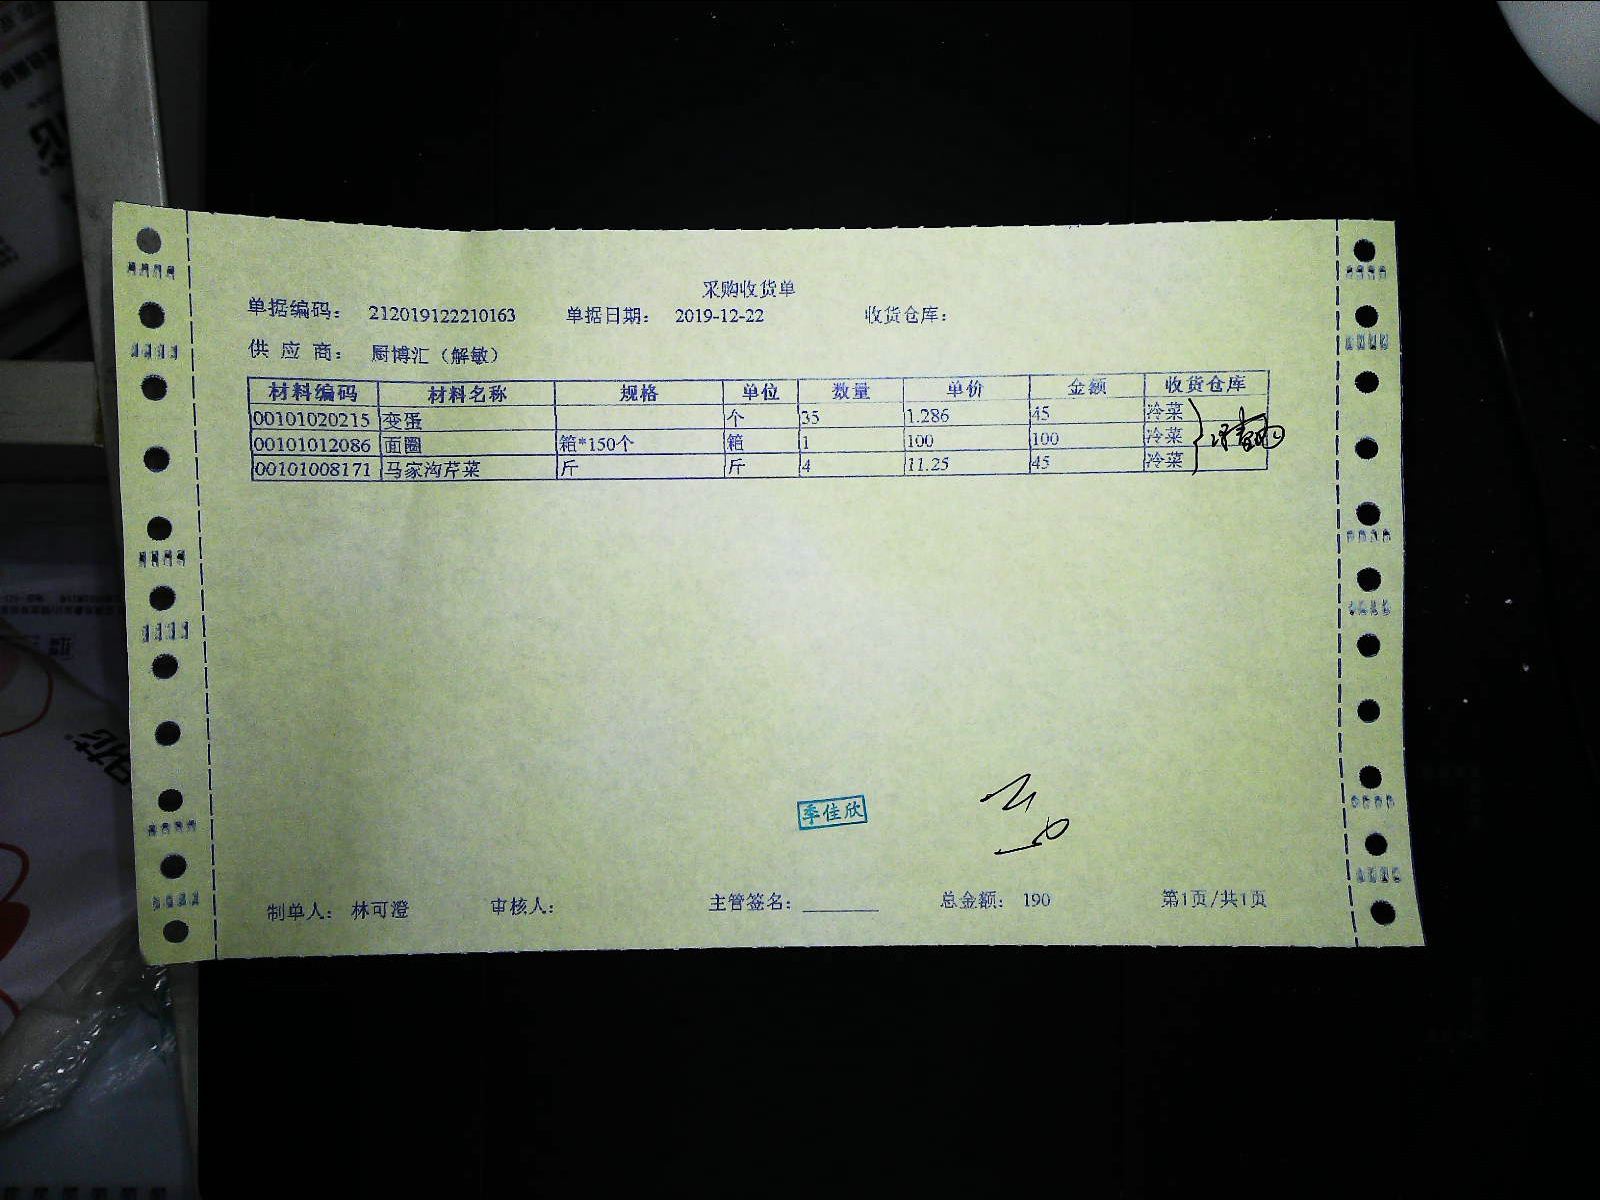 采购收货单
单据编码： 212019122210163 单据日期： 2019-12-22 收货仓库：
供 应 商： 厨博汇（解敏）
材料编码 材料名称 规格 单位 数量 单价 金额 收货仓库
00101020215 变蛋 个 35 1.286 45 冷菜
00101012086 面圈 箱*150个 箱 1 100 100 冷菜
00101008171 马家沟芹菜 斤 斤 4 11.25 45 冷菜
季佳欣
制单人： 林可澄 审核人： 主管签名： 总金额： 190 第1页/共1页